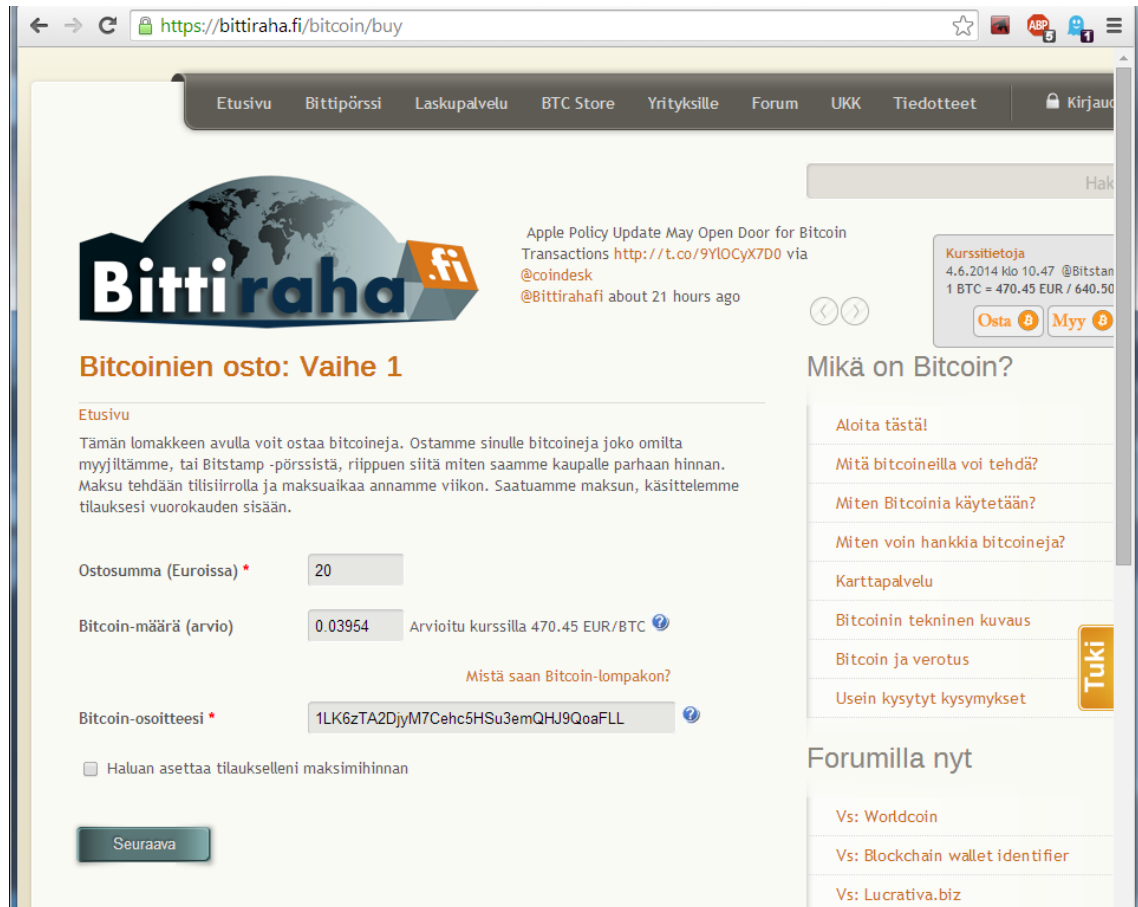 https://bittiraha.fi/bitcoin/buy
ABP
5
1
Etusivu Bittipörssi Laskupalvelu BTC Store Yrityksille Forum UKK Tiedotteet Kirjaud
Hak
Bittiraha.fi
Apple Policy Update May Open Door for Bitcoin
Transactions http://t.co/9YlOCyX7D0 via
@coindesk
@Bittirahafi about 21 hours ago
Kurssitietoja
4.6.2014 klo 10.47 @Bitstam
1 BTC = 470.45 EUR / 640.50
Osta Myy
Bitcoinien osto: Vaihe 1
Etusivu
Tämän lomakkeen avulla voit ostaa bitcoineja. Ostamme sinulle bitcoineja joko omilta
myyjiltämme, tai Bitstamp -pörssistä, riippuen siitä miten saamme kaupalle parhaan hinnan.
Maksu tehdään tilisiirrolla ja maksuaikaa annamme viikon. Saatuamme maksun, käsittelemme
tilauksesi vuorokauden sisään.
Ostosumma (Euroissa) * 20
Bitcoin-määrä (arvio) 0.03954 Arvioitu kurssilla 470.45 EUR/BTC
Mistä saan Bitcoin-lompakon?
Bitcoin-osoitteesi * 1LK6zTA2DjyM7Cehc5HSu3emQHJ9QoaFLL
Haluan asettaa tilaukselleni maksimihinnan
Seuraava
Mikä on Bitcoin?
Aloita tästä!
Mitä bitcoineilla voi tehdä?
Miten Bitcoinia käytetään?
Miten voin hankkia bitcoineja?
Karttapalvelu
Bitcoinin tekninen kuvaus
Bitcoin ja verotus
Usein kysytyt kysymykset
Tuki
Forumilla nyt
Vs: Worldcoin
Vs: Blockchain wallet identifier
Vs: Lucrativa.biz